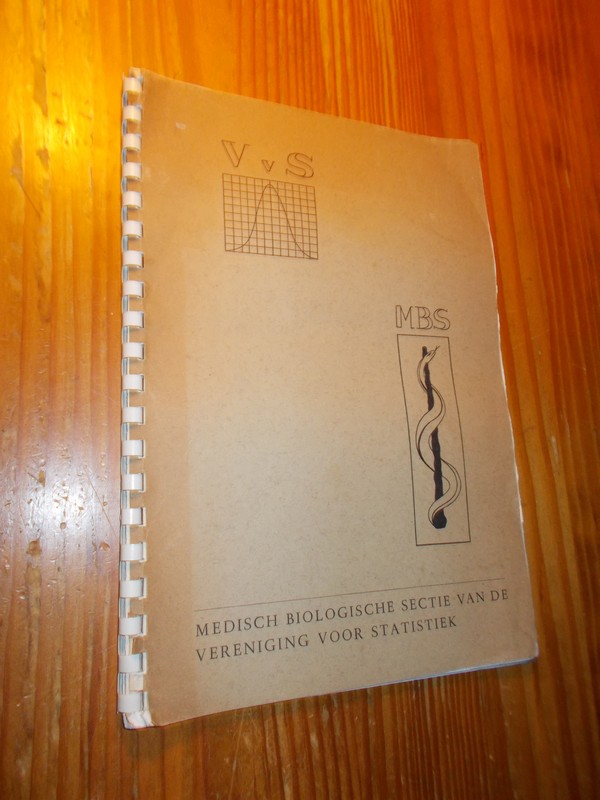 V v S
MBS
MEDISCH BIOLOGISCHE SECTIE VAN DE
VERENIGING VOOR STATISTIEK